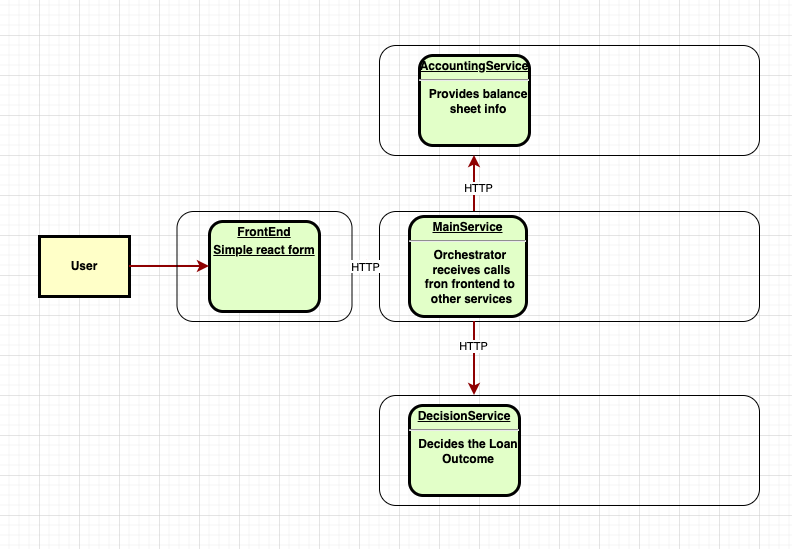 AccountingService
Provides balance
sheet info
HTTP
User
FrontEnd
Simple react form
HTTP
MainService
Orchestrator
receives calls
fron frontend to
other services
HTTP
DecisionService
Decides the Loan
Outcome